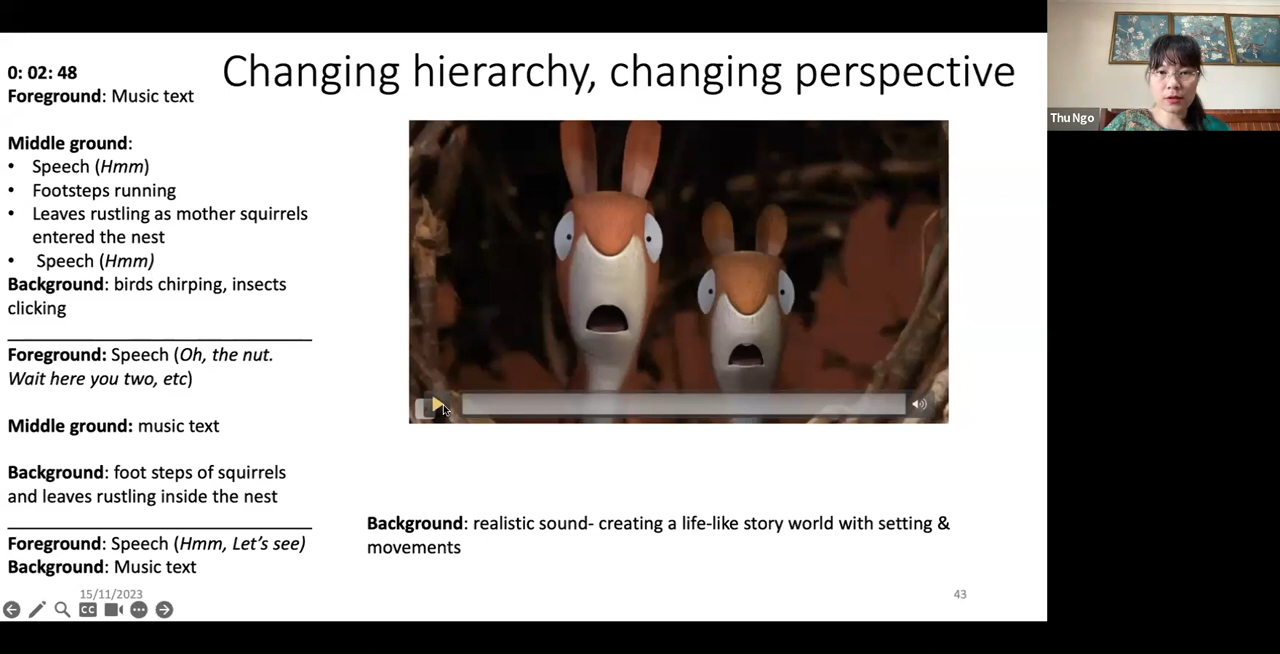 Changing hierarchy, changing perspective
0: 02: 48
Foreground: Music text
Middle ground:
• Speech (Hmm)
• Footsteps running
• Leaves rustling as mother squirrels
entered the nest
• Speech (Hmm)
Background: birds chirping, insects
clicking
Foreground: Speech (Oh, the nut.
Wait here you two, etc)
Middle ground: music text
Background: foot steps of squirrels
and leaves rustling inside the nest
Foreground: Speech (Hmm, Let’s see)
Background: Music text
Background: realistic sound- creating a life-like story world with setting &
movements
15/11/2023
43
CC
Thu Ngo